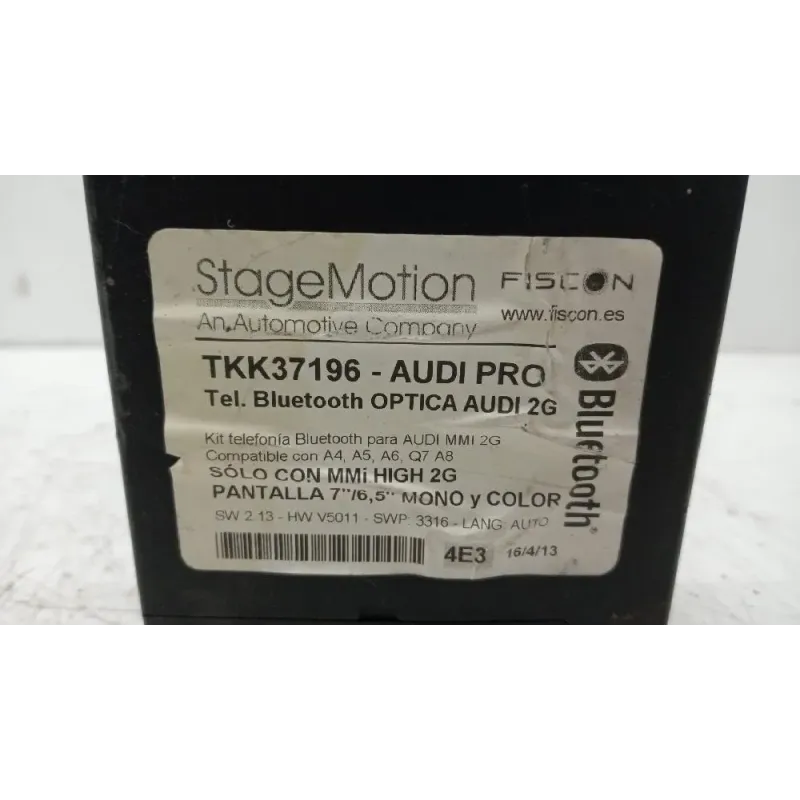 StageMotion
An Automotive Company
FISCON
www.fiscon.es
TKK37196 - AUDI PRO
Tel. Bluetooth OPTICA AUDI 2G
Kit telefonía Bluetooth para AUDI MMI 2G
Compatible con A4, A5, A6, Q7 A8
SÓLO CON MMi HIGH 2G
PANTALLA 7"/6,5" MONO y COLOR
SW 2.13 - HW V5011 - SWP: 3316 - LANG: AUTO
4E3 16/4/13
Bluetooth®